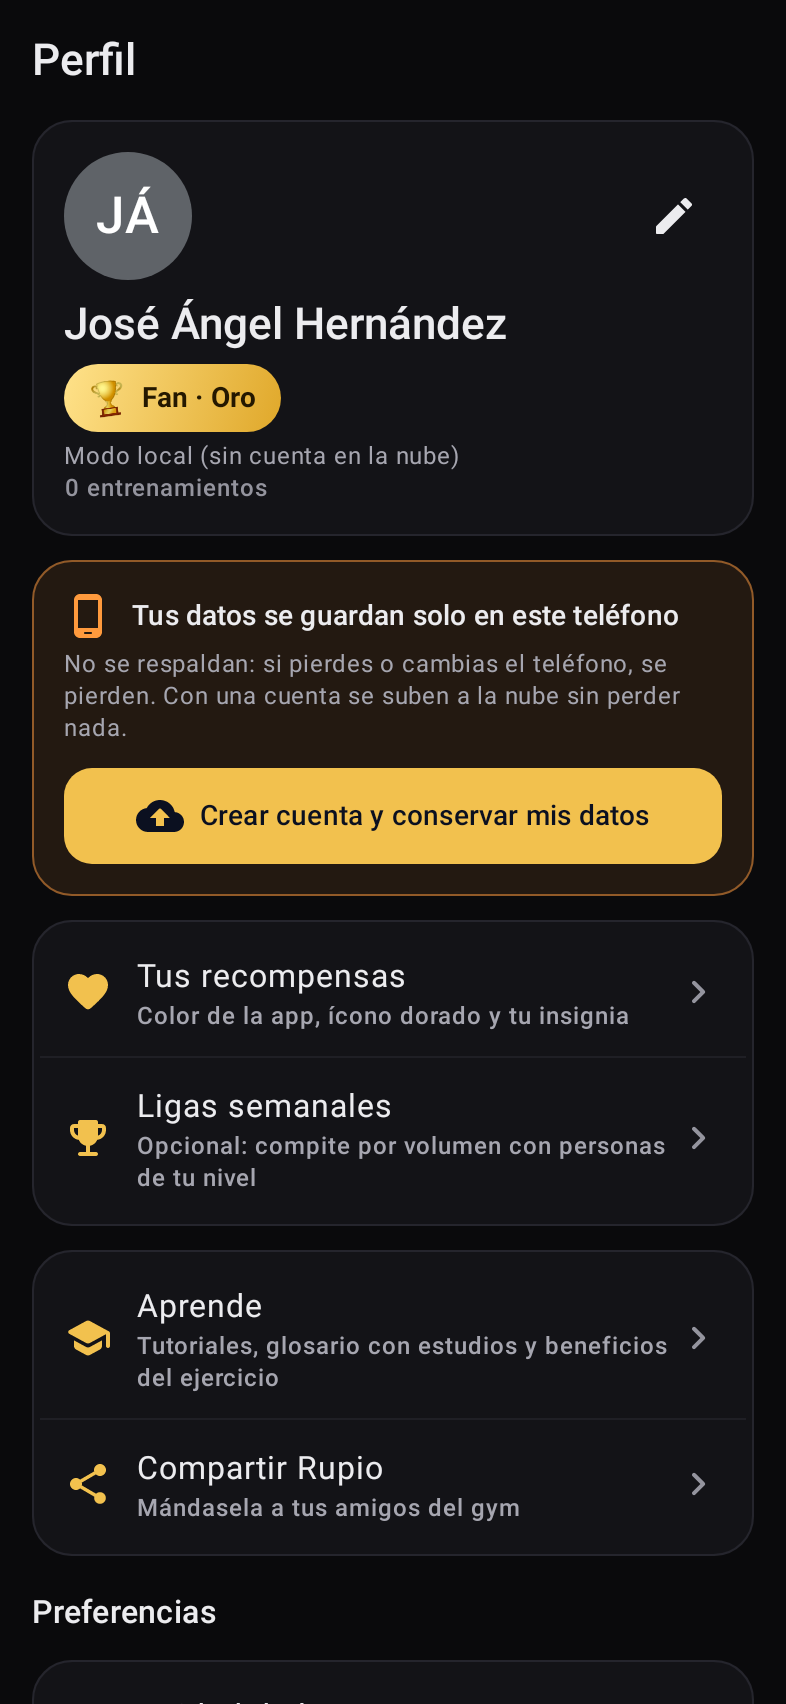 Perfil
JÁ
José Ángel Hernández
Fan · Oro
Modo local (sin cuenta en la nube)
0 entrenamientos
Tus datos se guardan solo en este teléfono
No se respaldan: si pierdes o cambias el teléfono, se
pierden. Con una cuenta se suben a la nube sin perder
nada.
Crear cuenta y conservar mis datos
Tus recompensas
Color de la app, ícono dorado y tu insignia
Ligas semanales
Opcional: compite por volumen con personas
de tu nivel
Aprende
Tutoriales, glosario con estudios y beneficios
del ejercicio
Compartir Rupio
Mándasela a tus amigos del gym
Preferencias